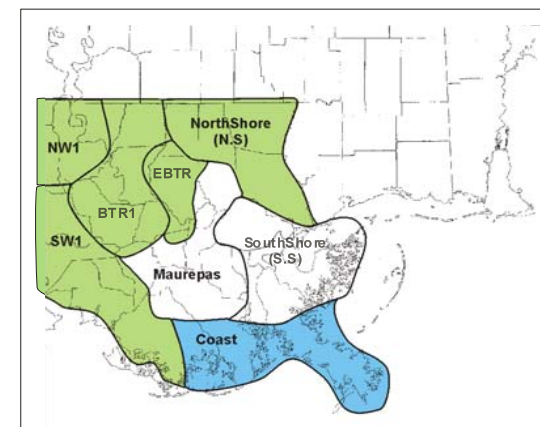 NorthShore
(N.S)
NW1
EBTR
BTR1
SW1
SouthShore
(S.S)
Maurepas
Coast